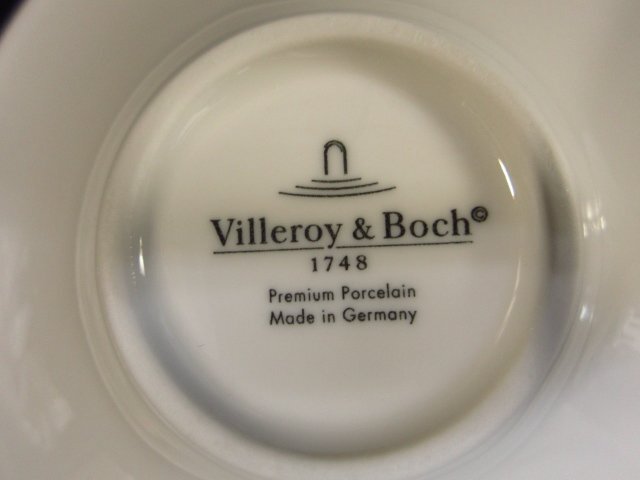 Villeroy & Boch©
1748
Premium Porcelain
Made in Germany